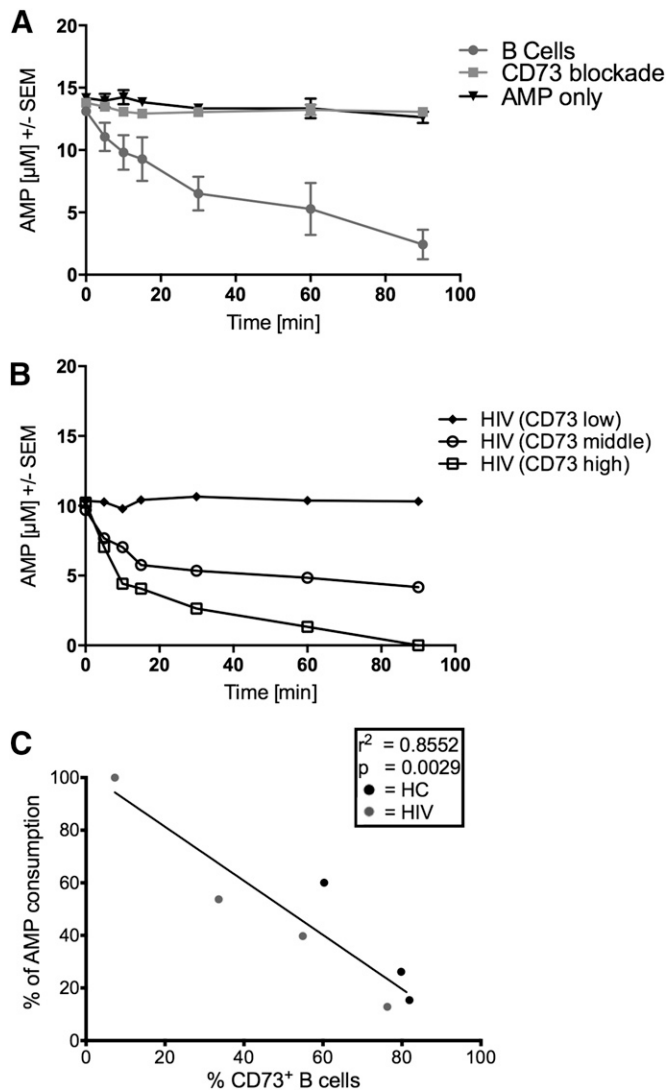 A
B Cells
CD73 blockade
AMP only
AMP [µM] +/- SEM
20
15
10
5
0
0 20 40 60 80 100
Time [min]
B
HIV (CD73 low)
HIV (CD73 middle)
HIV (CD73 high)
AMP [µM] +/- SEM
20
15
10
5
0
0 20 40 60 80 100
Time [min]
C
r² = 0.8552
p = 0.0029
= HC
= HIV
% of AMP consumption
100
80
60
40
20
0
0 20 40 60 80 100
% CD73⁺ B cells